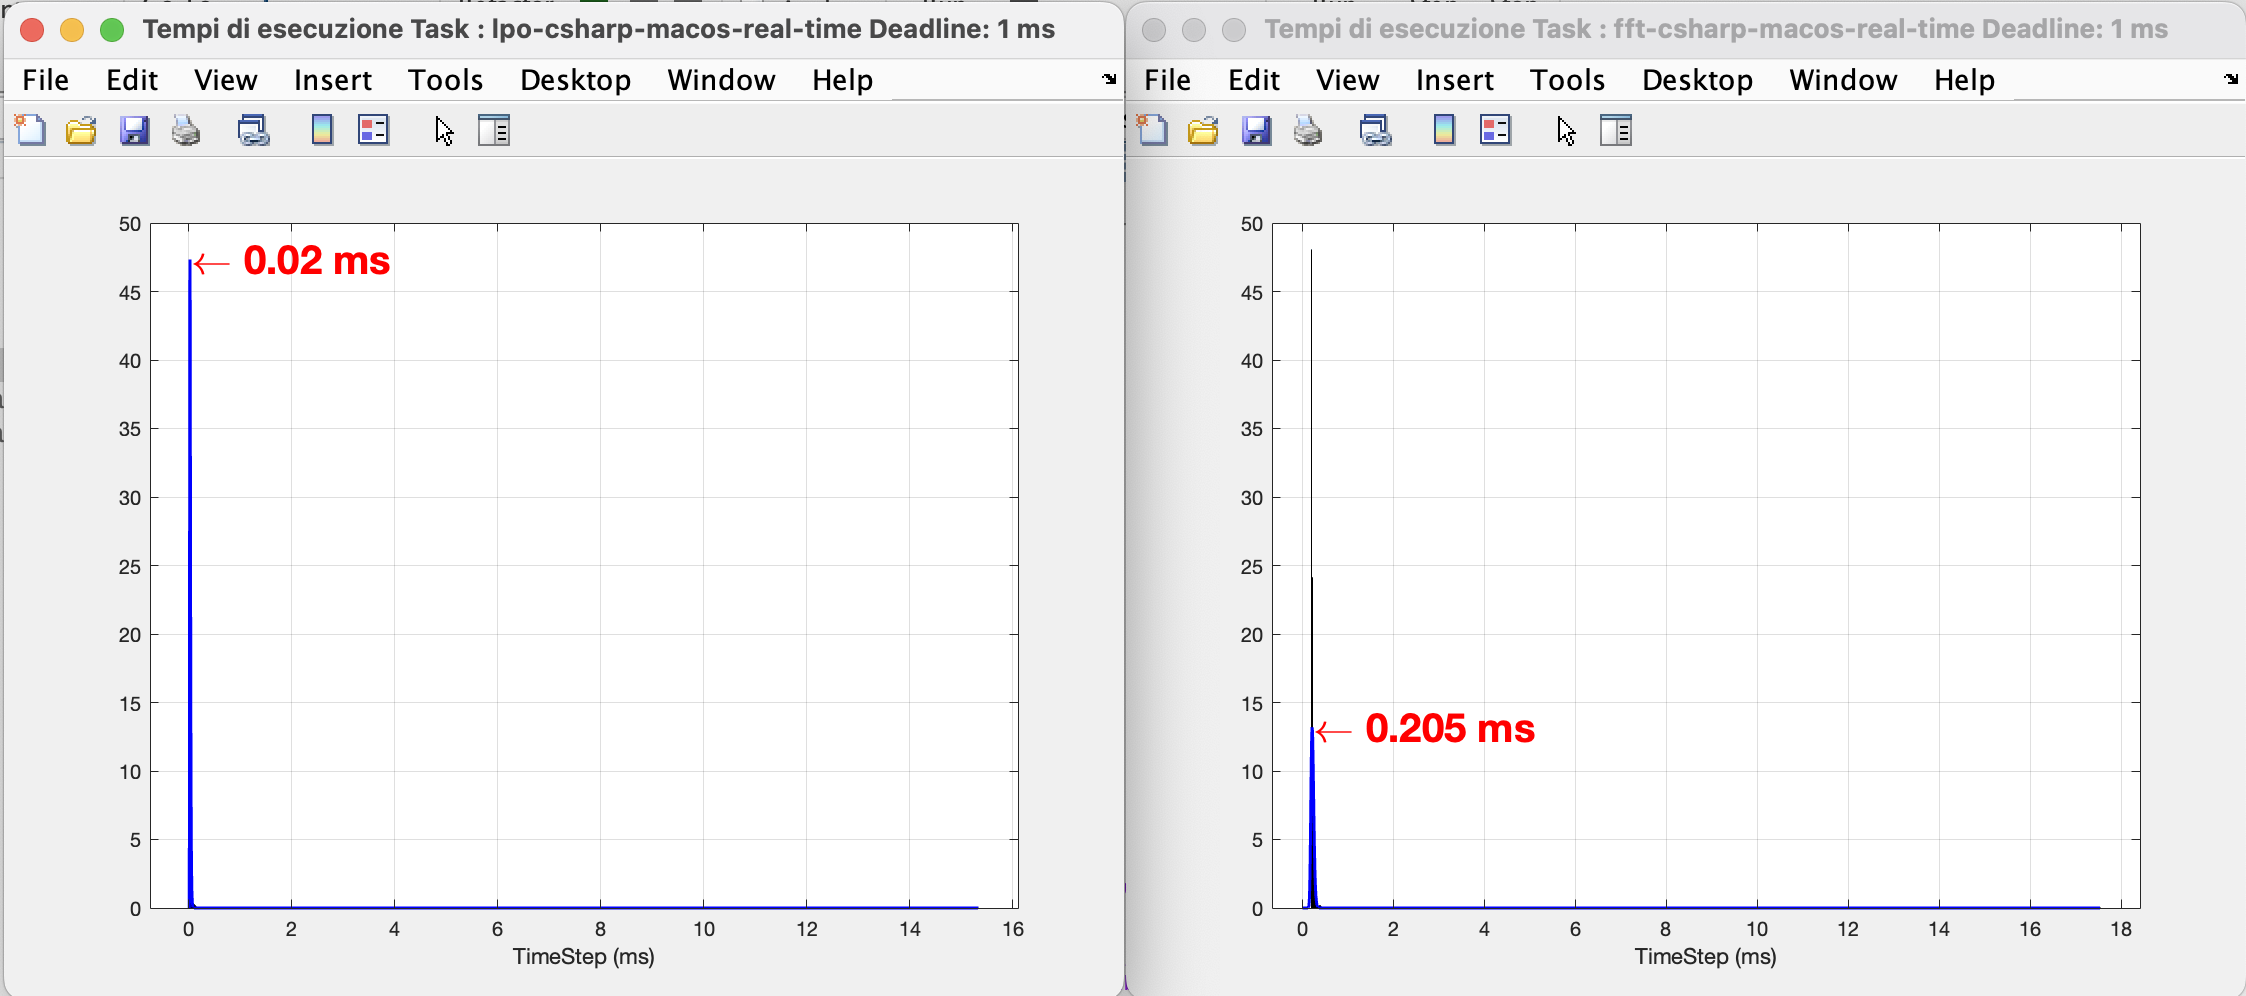 Tempi di esecuzione Task : lpo-csharp-macos-real-time Deadline: 1 ms
File Edit View Insert Tools Desktop Window Help
50
45
40
35
30
25
20
15
10
5
0
← 0.02 ms
0 2 4 6 8 10 12 14 16
TimeStep (ms)
Tempi di esecuzione Task : fft-csharp-macos-real-time Deadline: 1 ms
File Edit View Insert Tools Desktop Window Help
50
45
40
35
30
25
20
15
10
5
0
← 0.205 ms
0 2 4 6 8 10 12 14 16 18
TimeStep (ms)